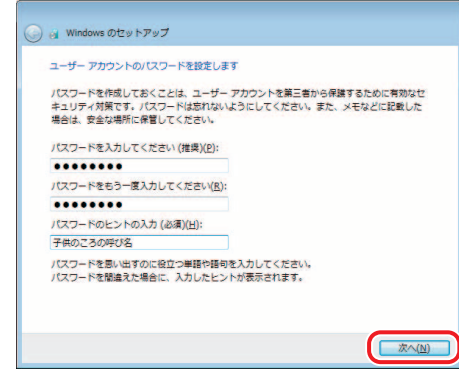 Windows のセットアップ
ユーザー アカウントのパスワードを設定します
パスワードを作成しておくことは、ユーザー アカウントを第三者から保護するために有効なセ
キュリティ対策です。パスワードは忘れないようにしてください。また、メモなどに記載した
場合は、安全な場所に保管してください。
パスワードを入力してください (推奨)(P):
●●●●●●●●
パスワードをもう一度入力してください(R):
●●●●●●●●
パスワードのヒントの入力 (必須)(H):
子供のころの呼び名
パスワードを思い出すのに役立つ単語や語句を入力してください。
パスワードを間違えた場合に、入力したヒントが表示されます。
次へ(N)